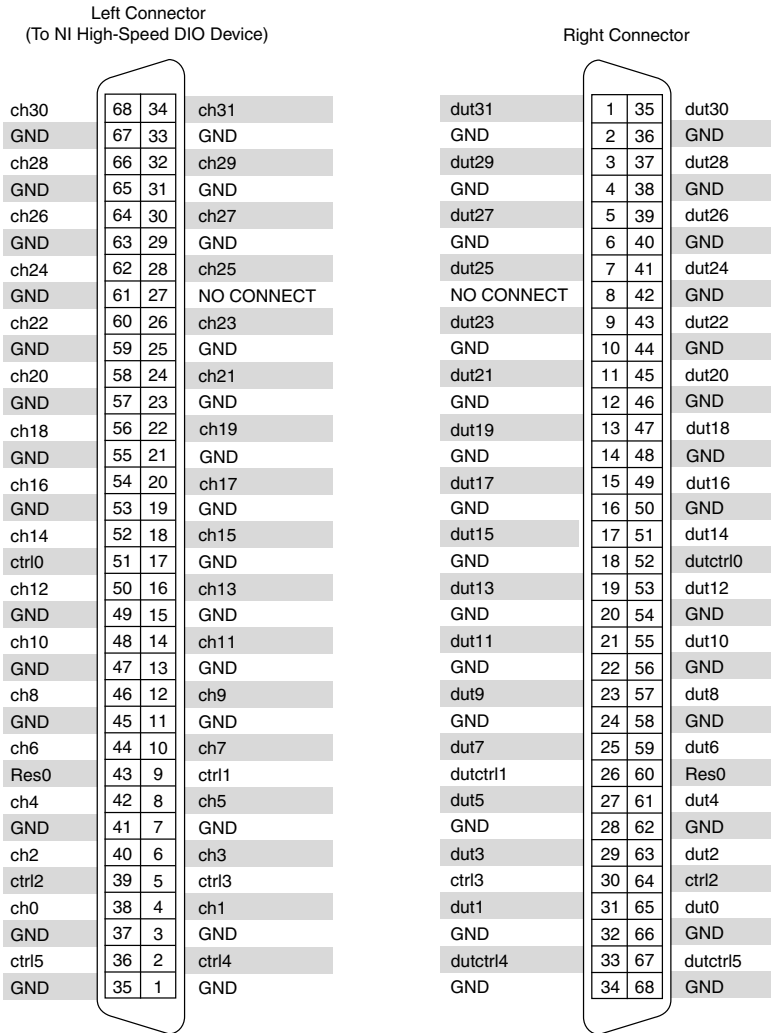 Left Connector
(To NI High-Speed DIO Device)
ch30 68 34 ch31
GND 67 33 GND
ch28 66 32 ch29
GND 65 31 GND
ch26 64 30 ch27
GND 63 29 GND
ch24 62 28 ch25
GND 61 27 NO CONNECT
ch22 60 26 ch23
GND 59 25 GND
ch20 58 24 ch21
GND 57 23 GND
ch18 56 22 ch19
GND 55 21 GND
ch16 54 20 ch17
GND 53 19 GND
ch14 52 18 ch15
ctrl0 51 17 GND
ch12 50 16 ch13
GND 49 15 GND
ch10 48 14 ch11
GND 47 13 GND
ch8 46 12 ch9
GND 45 11 GND
ch6 44 10 ch7
Res0 43 9 ctrl1
ch4 42 8 ch5
GND 41 7 GND
ch2 40 6 ch3
ctrl2 39 5 ctrl3
ch0 38 4 ch1
GND 37 3 GND
ctrl5 36 2 ctrl4
GND 35 1 GND
Right Connector
dut31 1 35 dut30
GND 2 36 GND
dut29 3 37 dut28
GND 4 38 GND
dut27 5 39 dut26
GND 6 40 GND
dut25 7 41 dut24
NO CONNECT 8 42 GND
dut23 9 43 dut22
GND 10 44 GND
dut21 11 45 dut20
GND 12 46 GND
dut19 13 47 dut18
GND 14 48 GND
dut17 15 49 dut16
GND 16 50 GND
dut15 17 51 dut14
GND 18 52 dutctrl0
dut13 19 53 dut12
GND 20 54 GND
dut11 21 55 dut10
GND 22 56 GND
dut9 23 57 dut8
GND 24 58 GND
dut7 25 59 dut6
dutctrl1 26 60 Res0
dut5 27 61 dut4
GND 28 62 GND
dut3 29 63 dut2
ctrl3 30 64 ctrl2
dut1 31 65 dut0
GND 32 66 GND
dutctrl4 33 67 dutctrl5
GND 34 68 GND